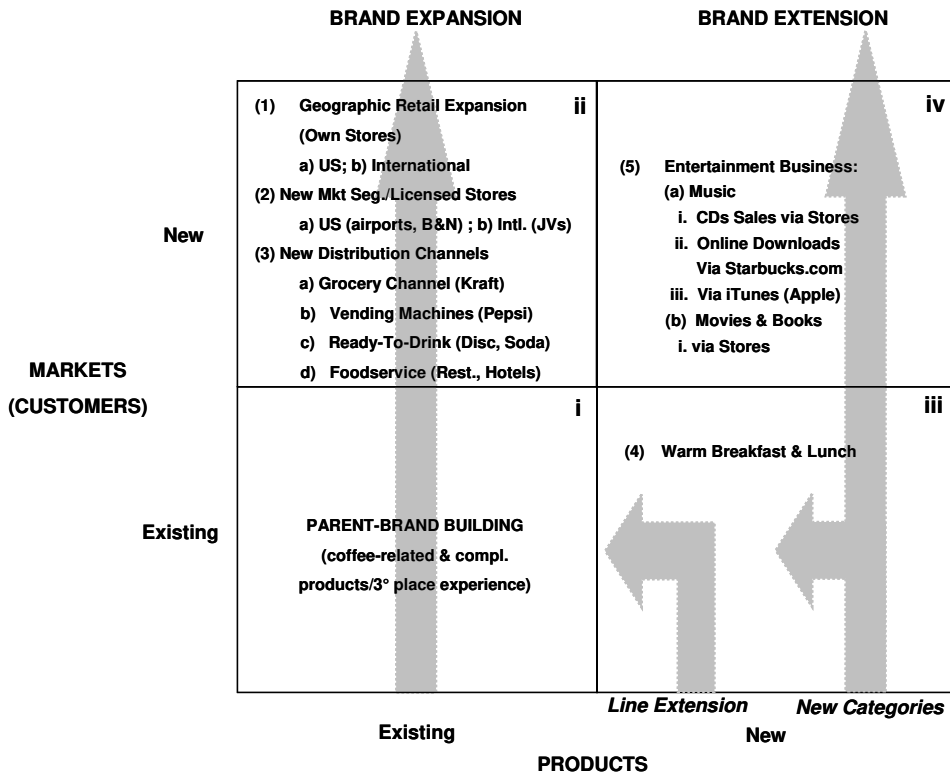 BRAND EXPANSION
BRAND EXTENSION
(1) Geographic Retail Expansion
ii
(Own Stores)
a) US; b) International
(2) New Mkt Seg./Licensed Stores
a) US (airports, B&N) ; b) Intl. (JVs)
(3) New Distribution Channels
a) Grocery Channel (Kraft)
b) Vending Machines (Pepsi)
c) Ready-To-Drink (Disc, Soda)
d) Foodservice (Rest., Hotels)
iv
(5) Entertainment Business:
(a) Music
i. CDs Sales via Stores
ii. Online Downloads
Via Starbucks.com
iii. Via iTunes (Apple)
(b) Movies & Books
i. via Stores
New
MARKETS
(CUSTOMERS)
Existing
i
PARENT-BRAND BUILDING
(coffee-related & compl.
products/3° place experience)
iii
(4) Warm Breakfast & Lunch
Line Extension
New Categories
Existing
New
PRODUCTS